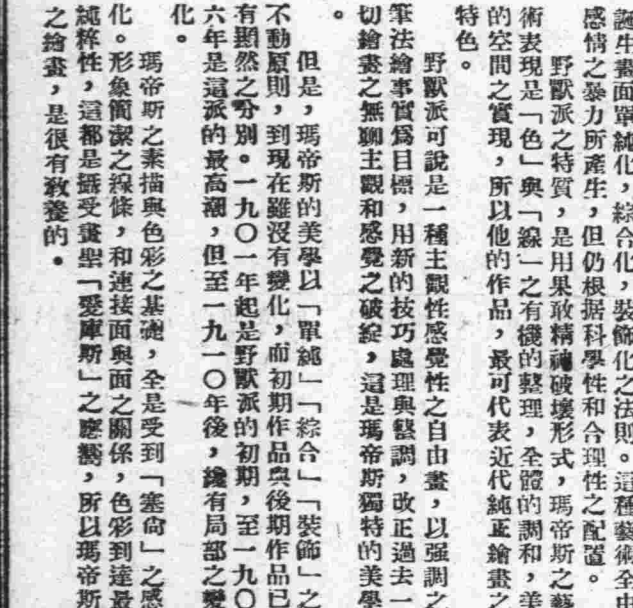 誕生畫面單純化，綜合化，裝飾化之法則。這種藝術全由
感情之暴力所產生，但仍根据科學性和合理性之配置。
野獸派之特質，是用果敢精神破壞形式，瑪帝斯之藝
術表現是「色」與「線」之有機的整理，全體的調和，美
的空間之實現，所以他的作品，最可代表近代純正繪畫之
特色。
野獸派可說是一種主觀性感覺性之自由畫，以强調之
筆法繪事實爲目標，用新的技巧處理與整調，改正過去一
切繪畫之無聊主觀和感覺之破綻，這是瑪帝斯獨特的美學
。
但是，瑪帝斯的美學以「單純」「綜合」「裝飾」之
不動原則，到現在雖沒有變化，而初期作品與後期作品已
有顯然之分別。一九〇一年起是野獸派的初期，至一九〇
六年是這派的最高潮，但至一九一〇年後，纔有局部之變
化。
瑪帝斯之素描與色彩之基礎，全是受到「塞尙」之感
化。形象簡潔之線條，和連接面與面之關係，色彩到達最
純粹性，這都是攝受畫聖「愛庫斯」之應嚮，所以瑪帝斯
之繪畫，是很有敎養的。